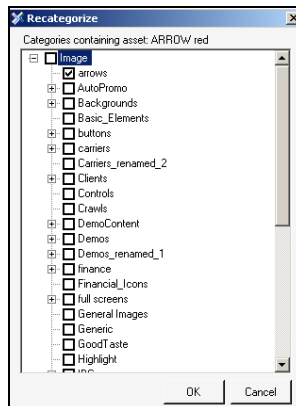 Recategorize
Categories containing asset: ARROW red
Image
arrows
AutoPromo
Backgrounds
Basic_Elements
buttons
carriers
Carriers_renamed_2
Clients
Controls
Crawls
DemoContent
Demos
Demos_renamed_1
finance
Financial_Icons
full screens
General Images
Generic
GoodTaste
Highlight
OK Cancel